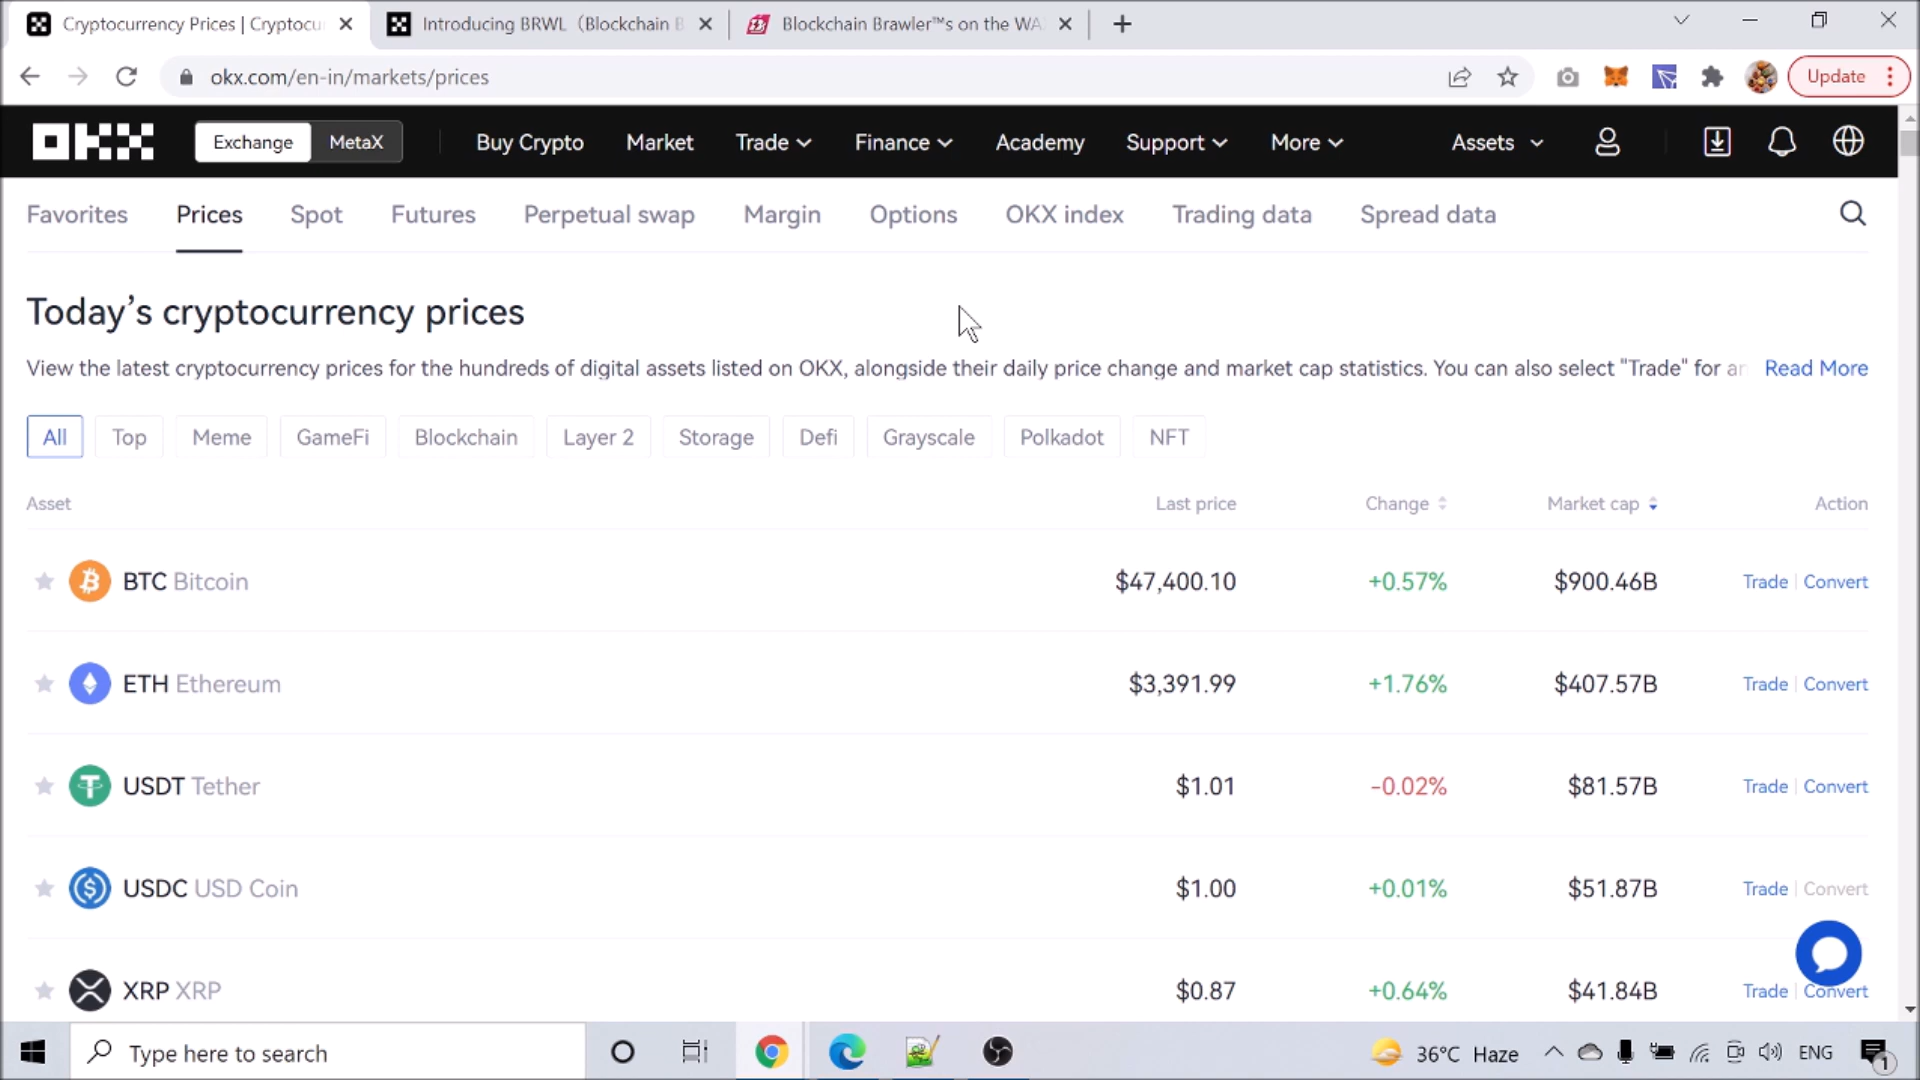 Cryptocurrency Prices | Cryptocu
Introducing BRWL (Blockchain B
Blockchain Brawler™s on the WA
okx.com/en-in/markets/prices
Update
OKX
Exchange
MetaX
Buy Crypto
Market
Trade
Finance
Academy
Support
More
Assets
Favorites
Prices
Spot
Futures
Perpetual swap
Margin
Options
OKX index
Trading data
Spread data
Today's cryptocurrency prices
View the latest cryptocurrency prices for the hundreds of digital assets listed on OKX, alongside their daily price change and market cap statistics. You can also select "Trade" for an
Read More
All
Top
Meme
GameFi
Blockchain
Layer 2
Storage
Defi
Grayscale
Polkadot
NFT
Asset
Last price
Change
Market cap
Action
BTC Bitcoin
$47,400.10
+0.57%
$900.46B
Trade | Convert
ETH Ethereum
$3,391.99
+1.76%
$407.57B
Trade | Convert
USDT Tether
$1.01
-0.02%
$81.57B
Trade | Convert
USDC USD Coin
$1.00
+0.01%
$51.87B
Trade | Convert
XRP XRP
$0.87
+0.64%
$41.84B
Trade | Convert
Type here to search
36°C Haze
ENG
1